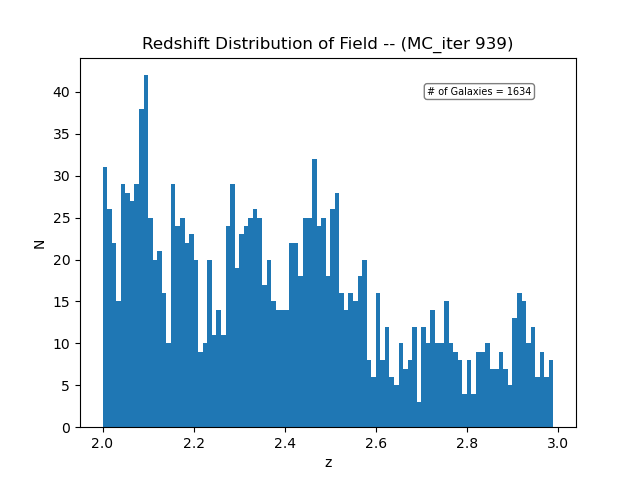 Redshift Distribution of Field -- (MC_iter 939)
# of Galaxies = 1634
N
40
35
30
25
20
15
10
5
0
2.0 2.2 2.4 2.6 2.8 3.0
z